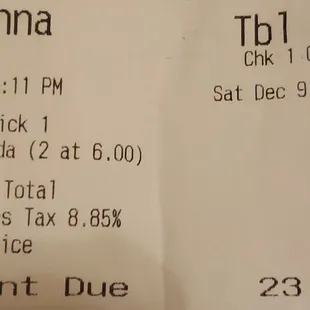 nna Tbl
Chk 1
:11 PM Sat Dec 9
ick 1
da (2 at 6.00)
Total
s Tax 8.85%
ice
nt Due 23